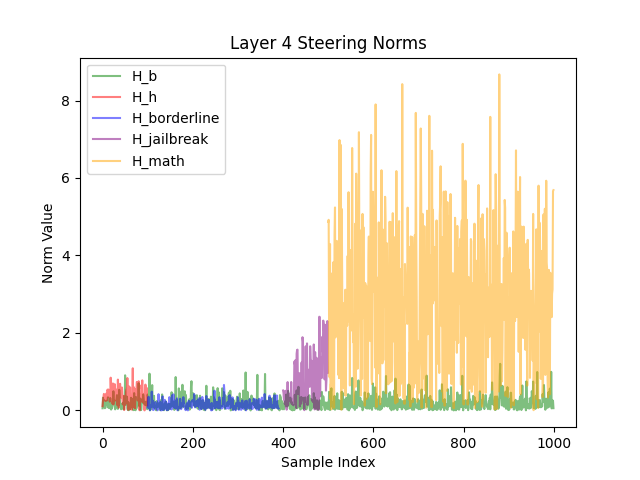 Layer 4 Steering Norms
H_b
H_h
H_borderline
H_jailbreak
H_math
Norm Value
8
6
4
2
0
0 200 400 600 800 1000
Sample Index